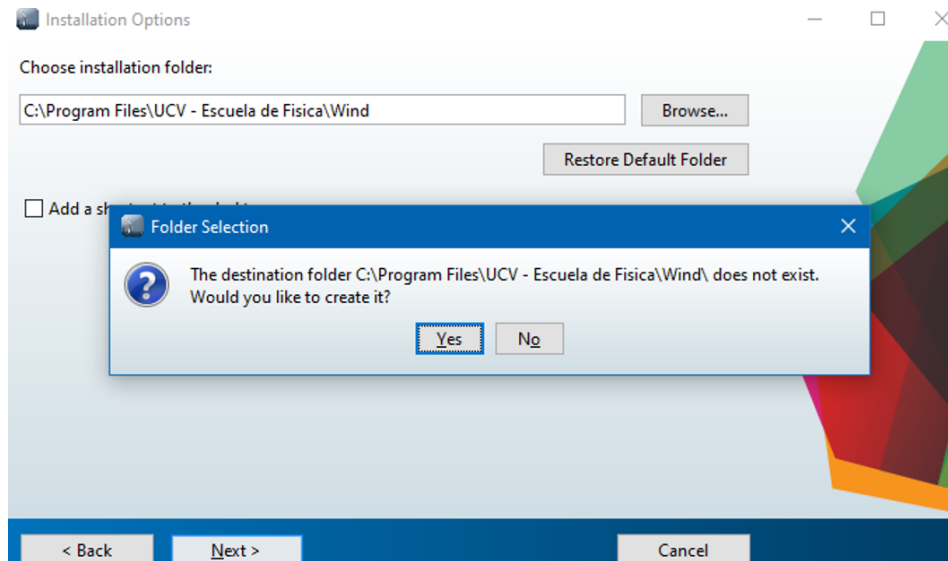 Installation Options
Choose installation folder:
C:\Program Files\UCV - Escuela de Fisica\Wind
Browse...
Restore Default Folder
Add a
Folder Selection
The destination folder C:\Program Files\UCV - Escuela de Fisica\Wind\ does not exist.
Would you like to create it?
Yes
No
< Back
Next >
Cancel